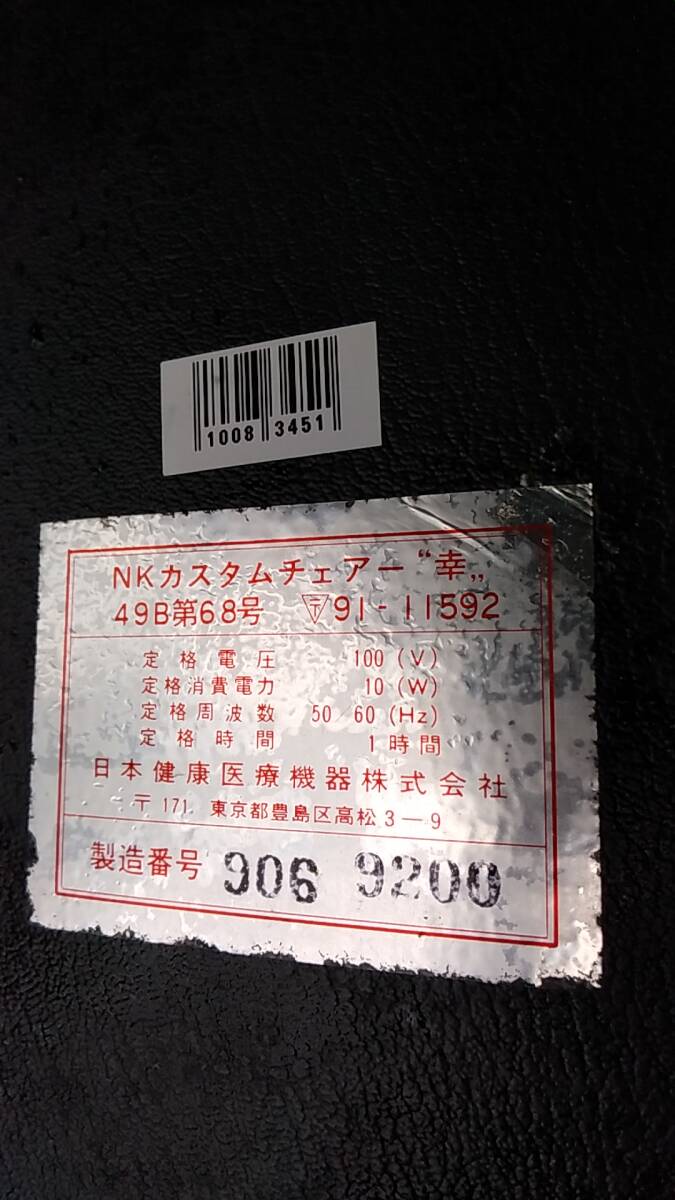 1008 3451
NKカスタムチェアー〝幸〟
49B第68号 〒91-11592
定格電圧 100(V)
定格消費電力 10(W)
定格周波数 50/60(Hz)
定格時間 1時間
日本健康医療機器株式会社
〒171 東京都豊島区高松3-9
製造番号 906 9200